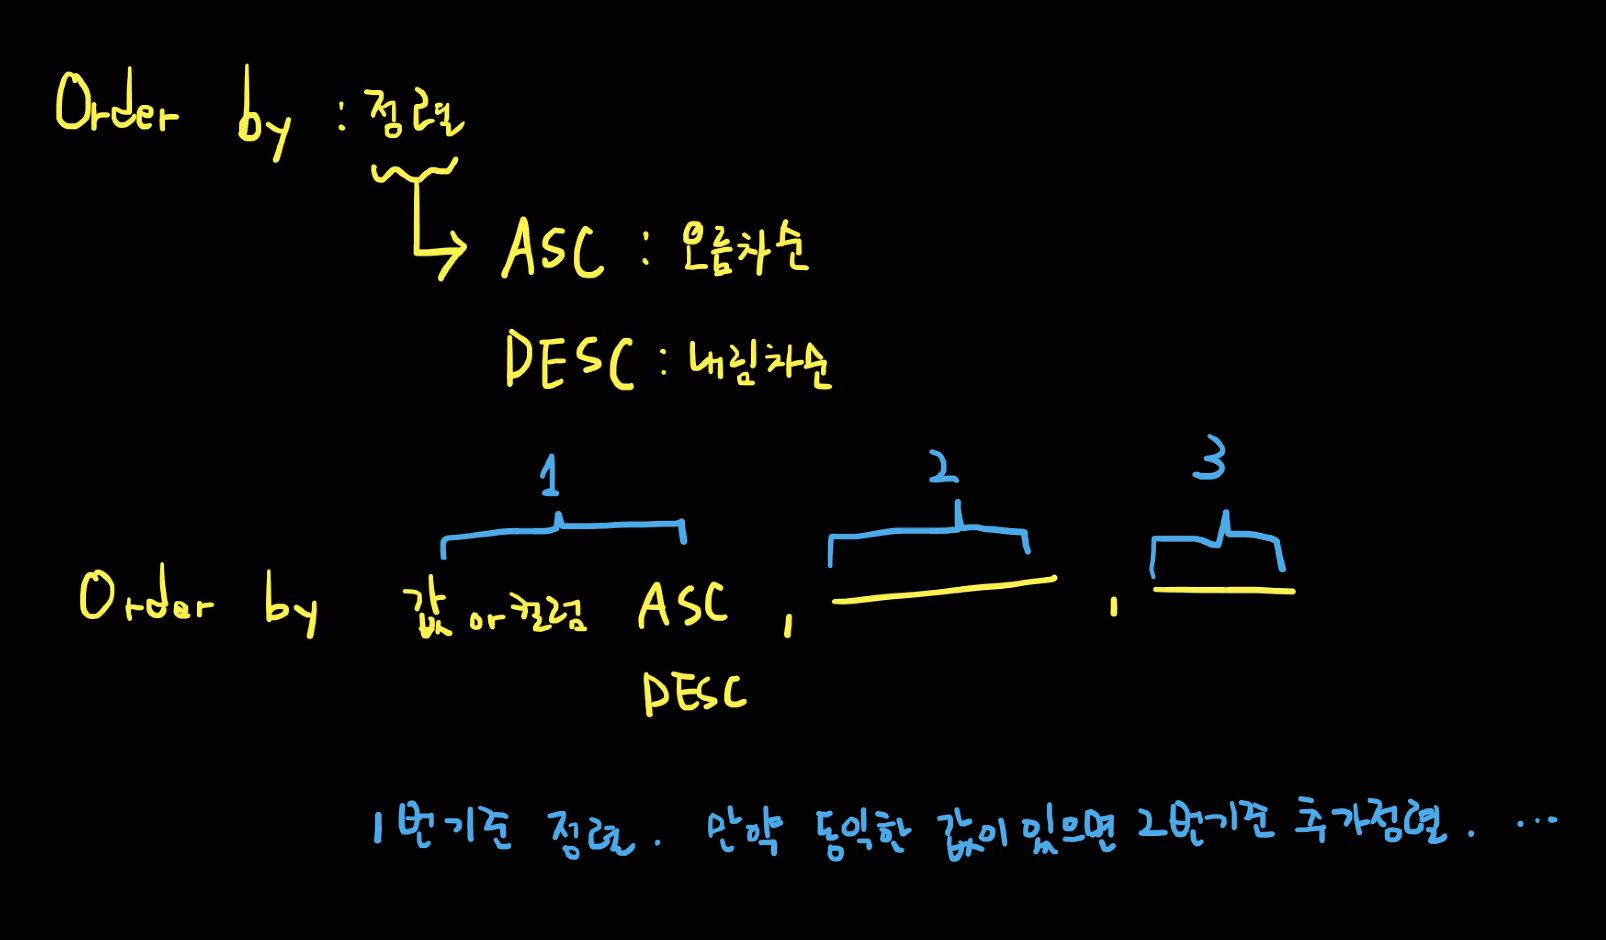 Order by : 정렬
ASC : 오름차순
DESC : 내림차순
1 2 3
Order by 값 or 컬럼 ASC , ,
DESC
1번기준 정렬. 만약 동일한 값이 있으면 2번기준 추가정렬. ...